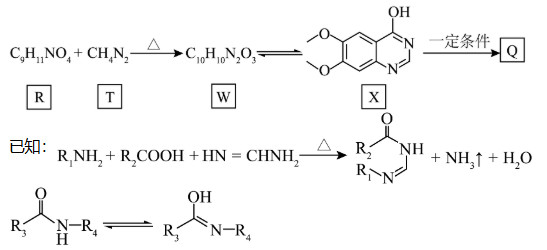 OH
C₉H₁₁NO₄ + CH₄N₂ △ C₁₀H₁₀N₂O₃ O O N N 一定条件 Q
R T W X
已知：
R₁NH₂ + R₂COOH + HN = CHNH₂ △ O R₂ NH R₁ N + NH₃↑ + H₂O
O R₃ N H R₄ OH R₃ N R₄